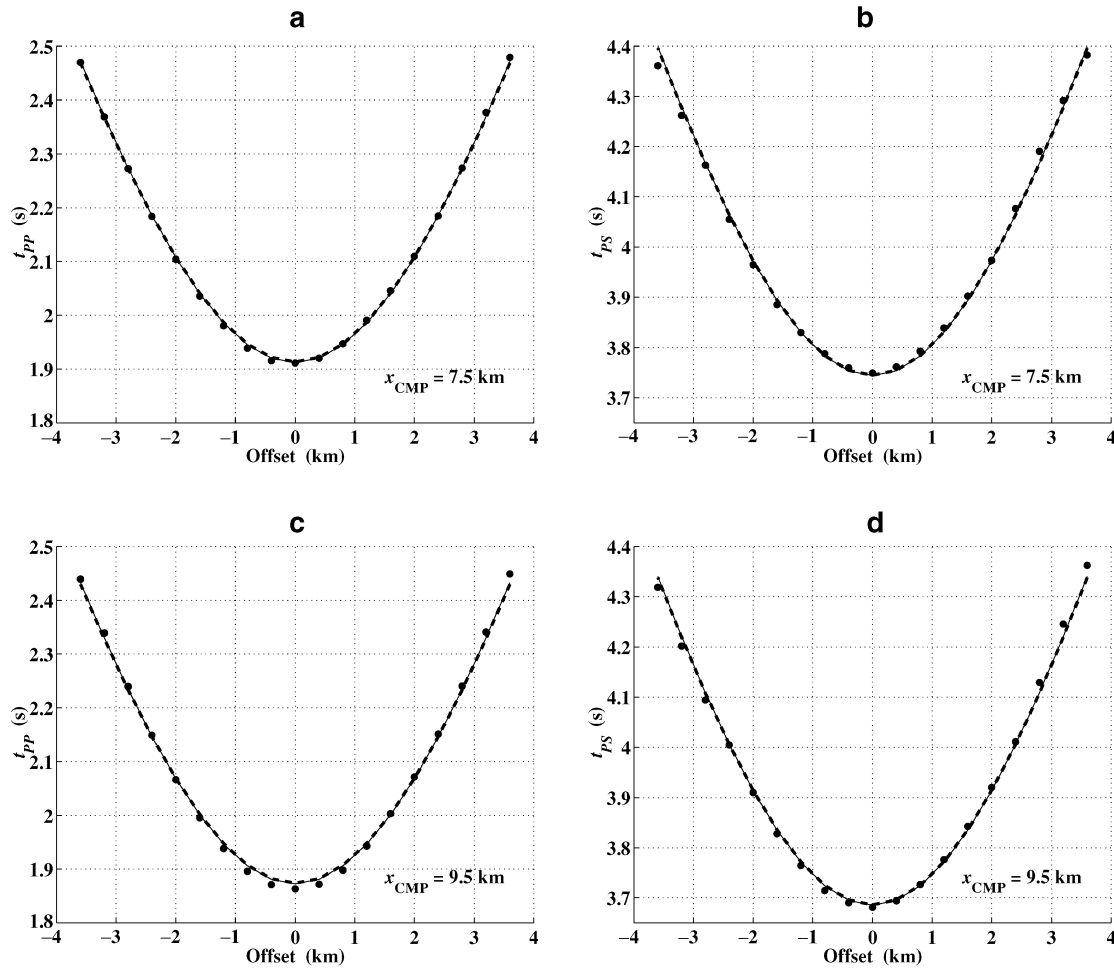 a
t_PP (s)
2.5
2.4
2.3
2.2
2.1
2
1.9
1.8
x_CMP = 7.5 km
−4 −3 −2 −1 0 1 2 3 4
Offset (km)
b
t_PS (s)
4.4
4.3
4.2
4.1
4
3.9
3.8
3.7
x_CMP = 7.5 km
−4 −3 −2 −1 0 1 2 3 4
Offset (km)
c
t_PP (s)
2.5
2.4
2.3
2.2
2.1
2
1.9
1.8
x_CMP = 9.5 km
−4 −3 −2 −1 0 1 2 3 4
Offset (km)
d
t_PS (s)
4.4
4.3
4.2
4.1
4
3.9
3.8
3.7
x_CMP = 9.5 km
−4 −3 −2 −1 0 1 2 3 4
Offset (km)